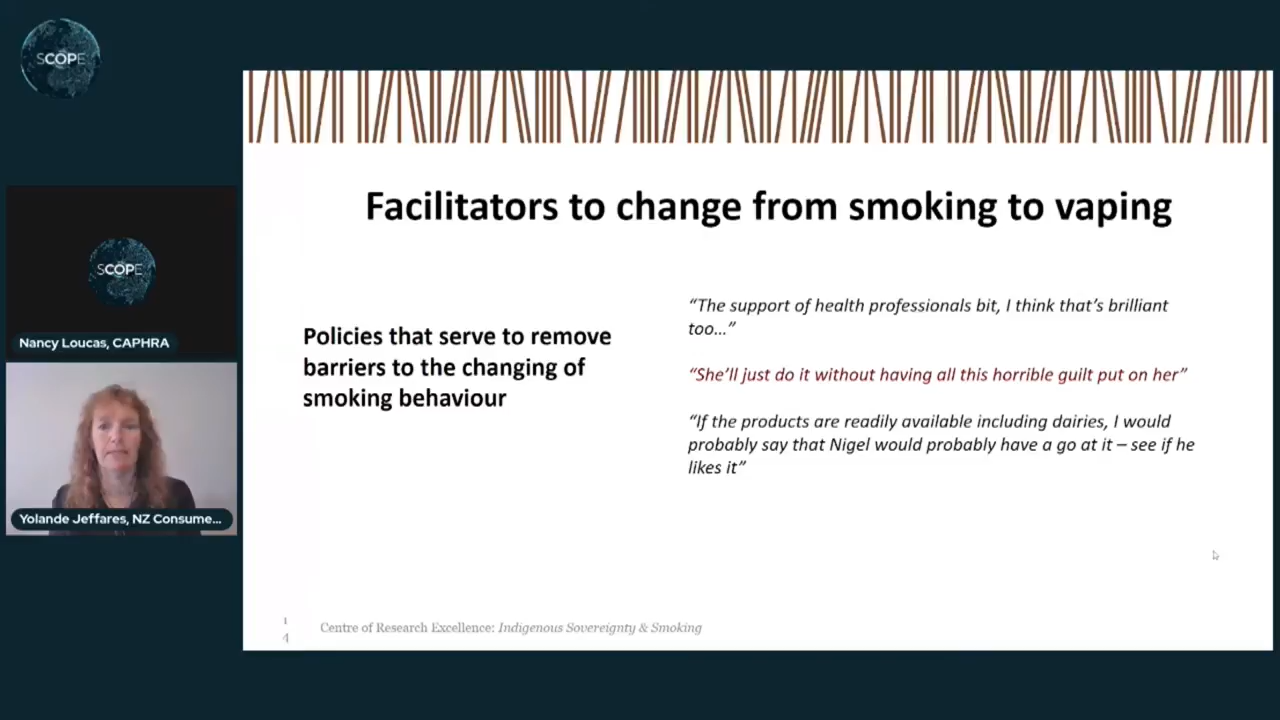 SCOPE
Facilitators to change from smoking to vaping
Policies that serve to remove
barriers to the changing of
smoking behaviour
“The support of health professionals bit, I think that’s brilliant
too…”
“She’ll just do it without having all this horrible guilt put on her”
“If the products are readily available including dairies, I would
probably say that Nigel would probably have a go at it – see if he
likes it”
SCOPE
Nancy Loucas, CAPHRA
Yolande Jeffares, NZ Consume...
1
4
Centre of Research Excellence: Indigenous Sovereignty & Smoking